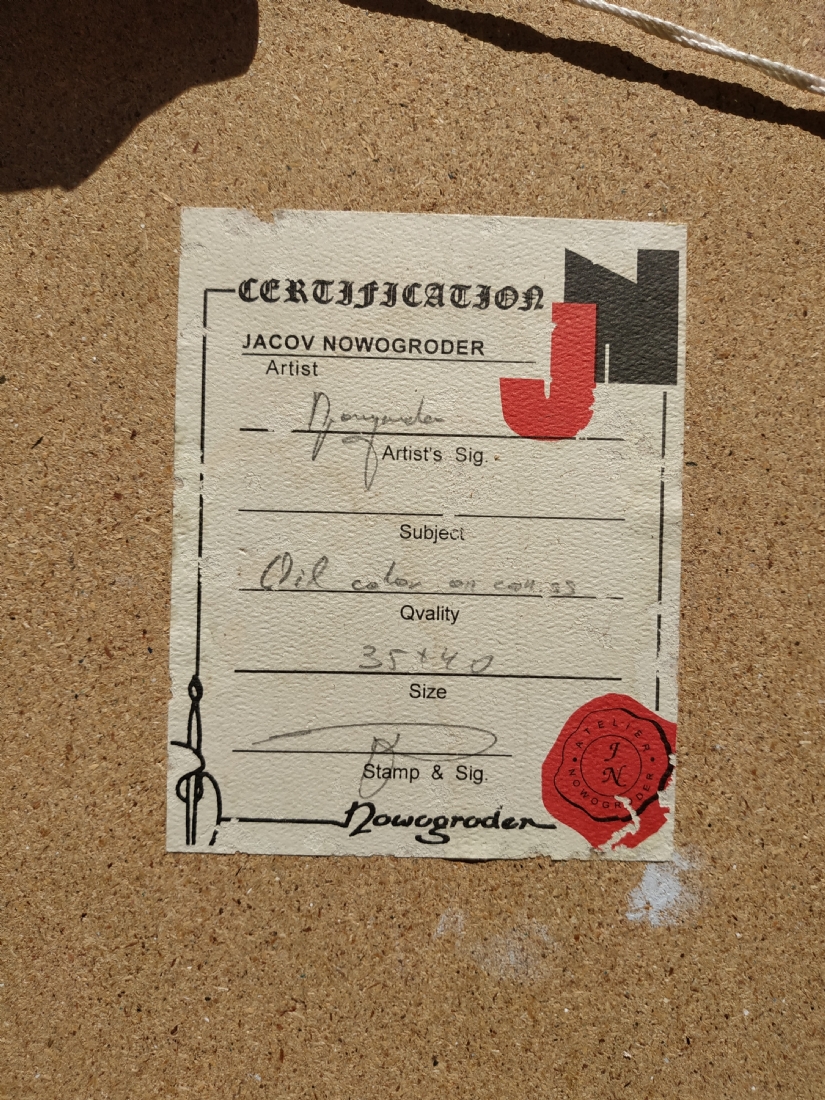 CERTIFICATION
JN
JACOV NOWOGRODER
Artist
Artist's Sig.
Subject
Oil color on
Qvality
35x40
Size
Stamp & Sig.
ATELIER
JN
NOWOGRODER
Nowogroder